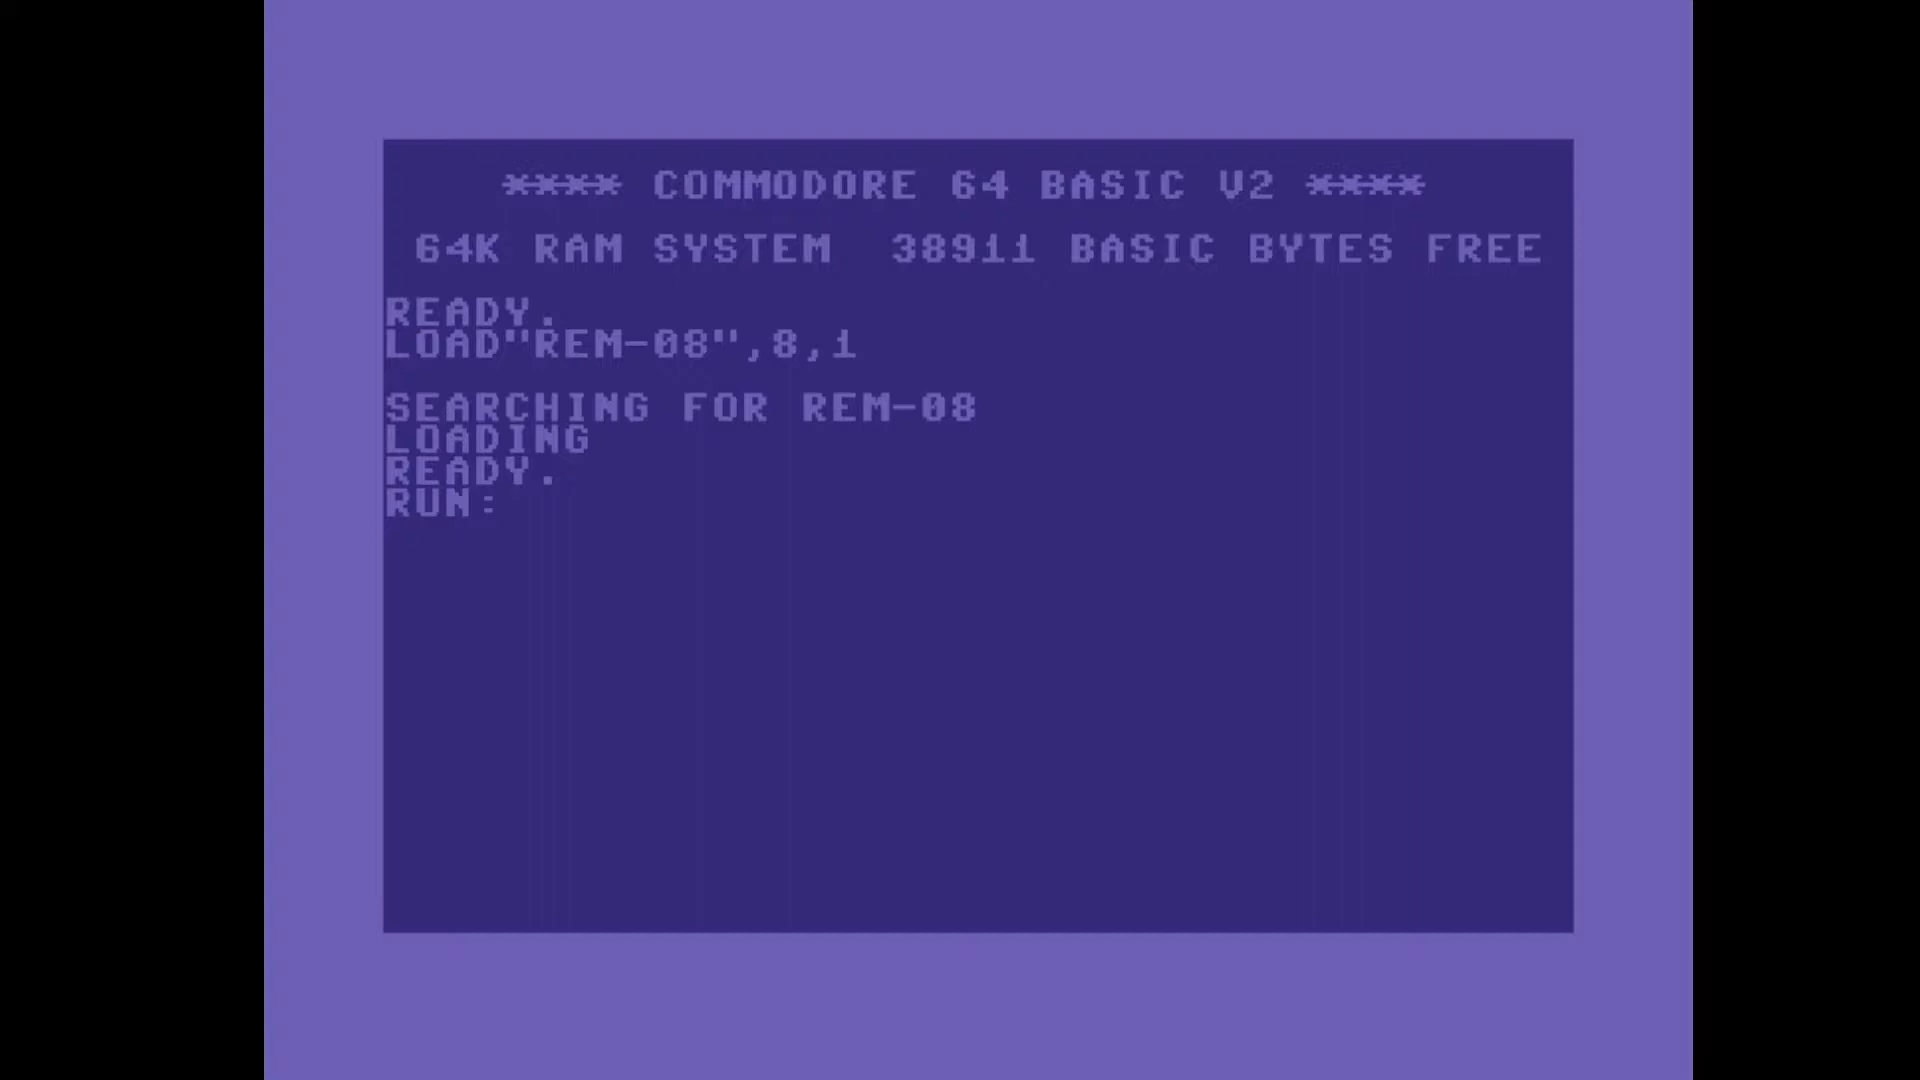 **** COMMODORE 64 BASIC V2 ****
64K RAM SYSTEM  38911 BASIC BYTES FREE
READY.
LOAD"REM-08",8,1
SEARCHING FOR REM-08
LOADING
READY.
RUN: